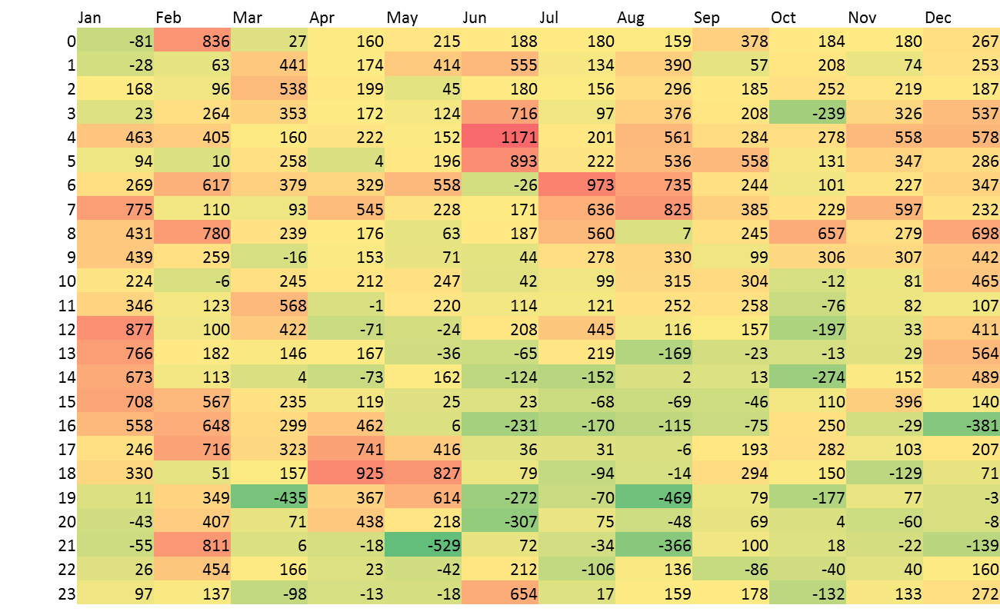 Jan Feb Mar Apr May Jun Jul Aug Sep Oct Nov Dec
0 -81 836 27 160 215 188 180 159 378 184 180 267
1 -28 63 441 174 414 555 134 390 57 208 74 253
2 168 96 538 199 45 180 156 296 185 252 219 187
3 23 264 353 172 124 716 97 376 208 -239 326 537
4 463 405 160 222 152 1171 201 561 284 278 558 578
5 94 10 258 4 196 893 222 536 558 131 347 286
6 269 617 379 329 558 -26 973 735 244 101 227 347
7 775 110 93 545 228 171 636 825 385 229 597 232
8 431 780 239 176 63 187 560 7 245 657 279 698
9 439 259 -16 153 71 44 278 330 99 306 307 442
10 224 -6 245 212 247 42 99 315 304 -12 81 465
11 346 123 568 -1 220 114 121 252 258 -76 82 107
12 877 100 422 -71 -24 208 445 116 157 -197 33 411
13 766 182 146 167 -36 -65 219 -169 -23 -13 29 564
14 673 113 4 -73 162 -124 -152 2 13 -274 152 489
15 708 567 235 119 25 23 -68 -69 -46 110 396 140
16 558 648 299 462 6 -231 -170 -115 -75 250 -29 -381
17 246 716 323 741 416 36 31 -6 193 282 103 207
18 330 51 157 925 827 79 -94 -14 294 150 -129 71
19 11 349 -435 367 614 -272 -70 -469 79 -177 77 -3
20 -43 407 71 438 218 -307 75 -48 69 4 -60 -8
21 -55 811 6 -18 -529 72 -34 -366 100 18 -22 -139
22 26 454 166 23 -42 212 -106 136 -86 -40 40 160
23 97 137 -98 -13 -18 654 17 159 178 -132 133 272